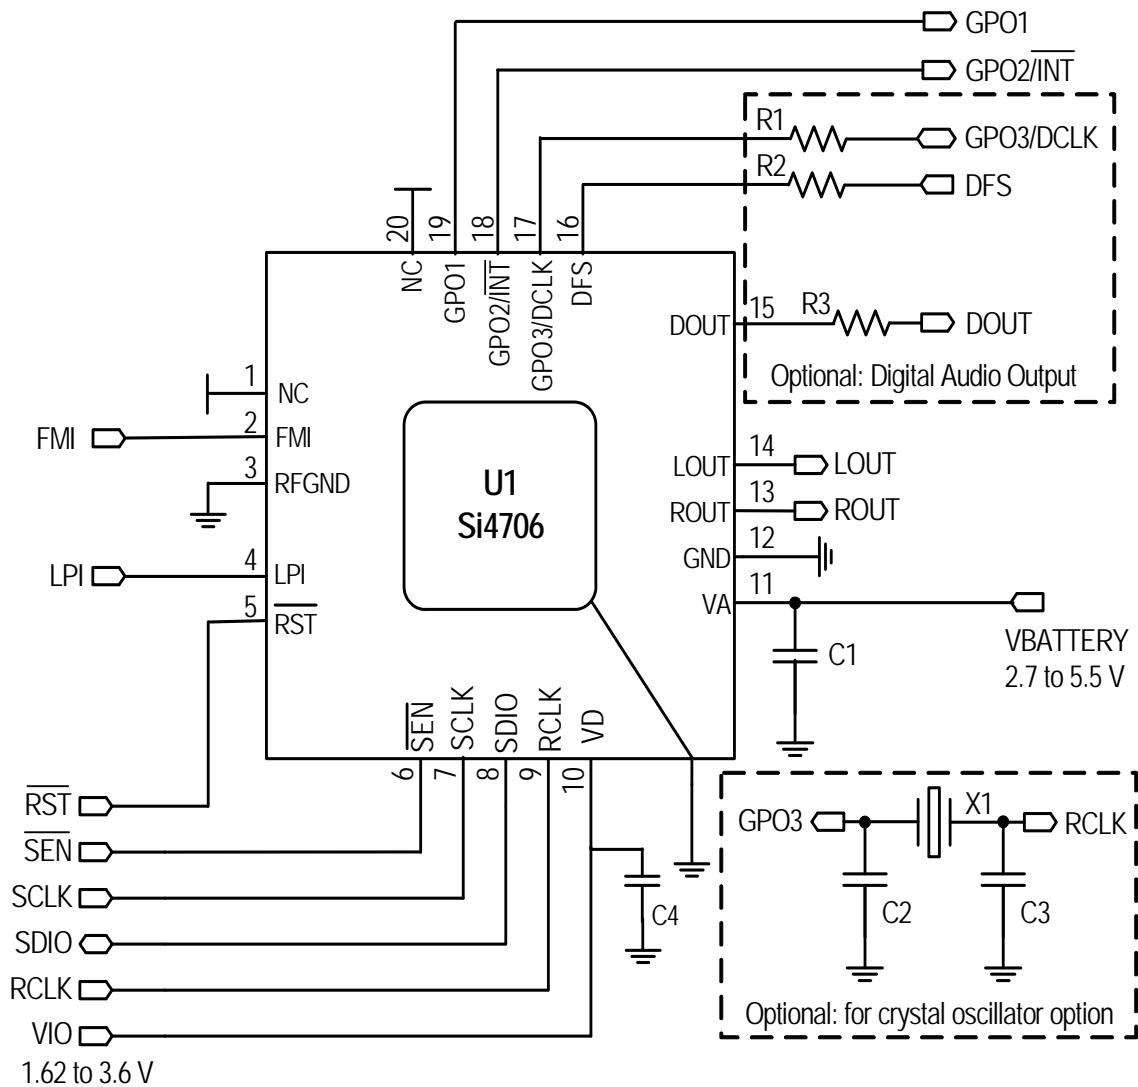 GPO1
GPO2/INT
R1
GPO3/DCLK
R2
DFS
20
19
18
17
16
NC
GPO1
GPO2/INT
GPO3/DCLK
DFS
DOUT
15
R3
DOUT
Optional: Digital Audio Output
1
NC
FMI
2
FMI
3
RFGND
U1
Si4706
LOUT
14
LOUT
ROUT
13
ROUT
GND
12
LPI
4
LPI
VA
11
5
RST
VBATTERY
2.7 to 5.5 V
C1
SEN
SCLK
SDIO
RCLK
VD
6
7
8
9
10
RST
SEN
SCLK
SDIO
RCLK
VIO
1.62 to 3.6 V
C4
GPO3
X1
RCLK
C2
C3
Optional: for crystal oscillator option